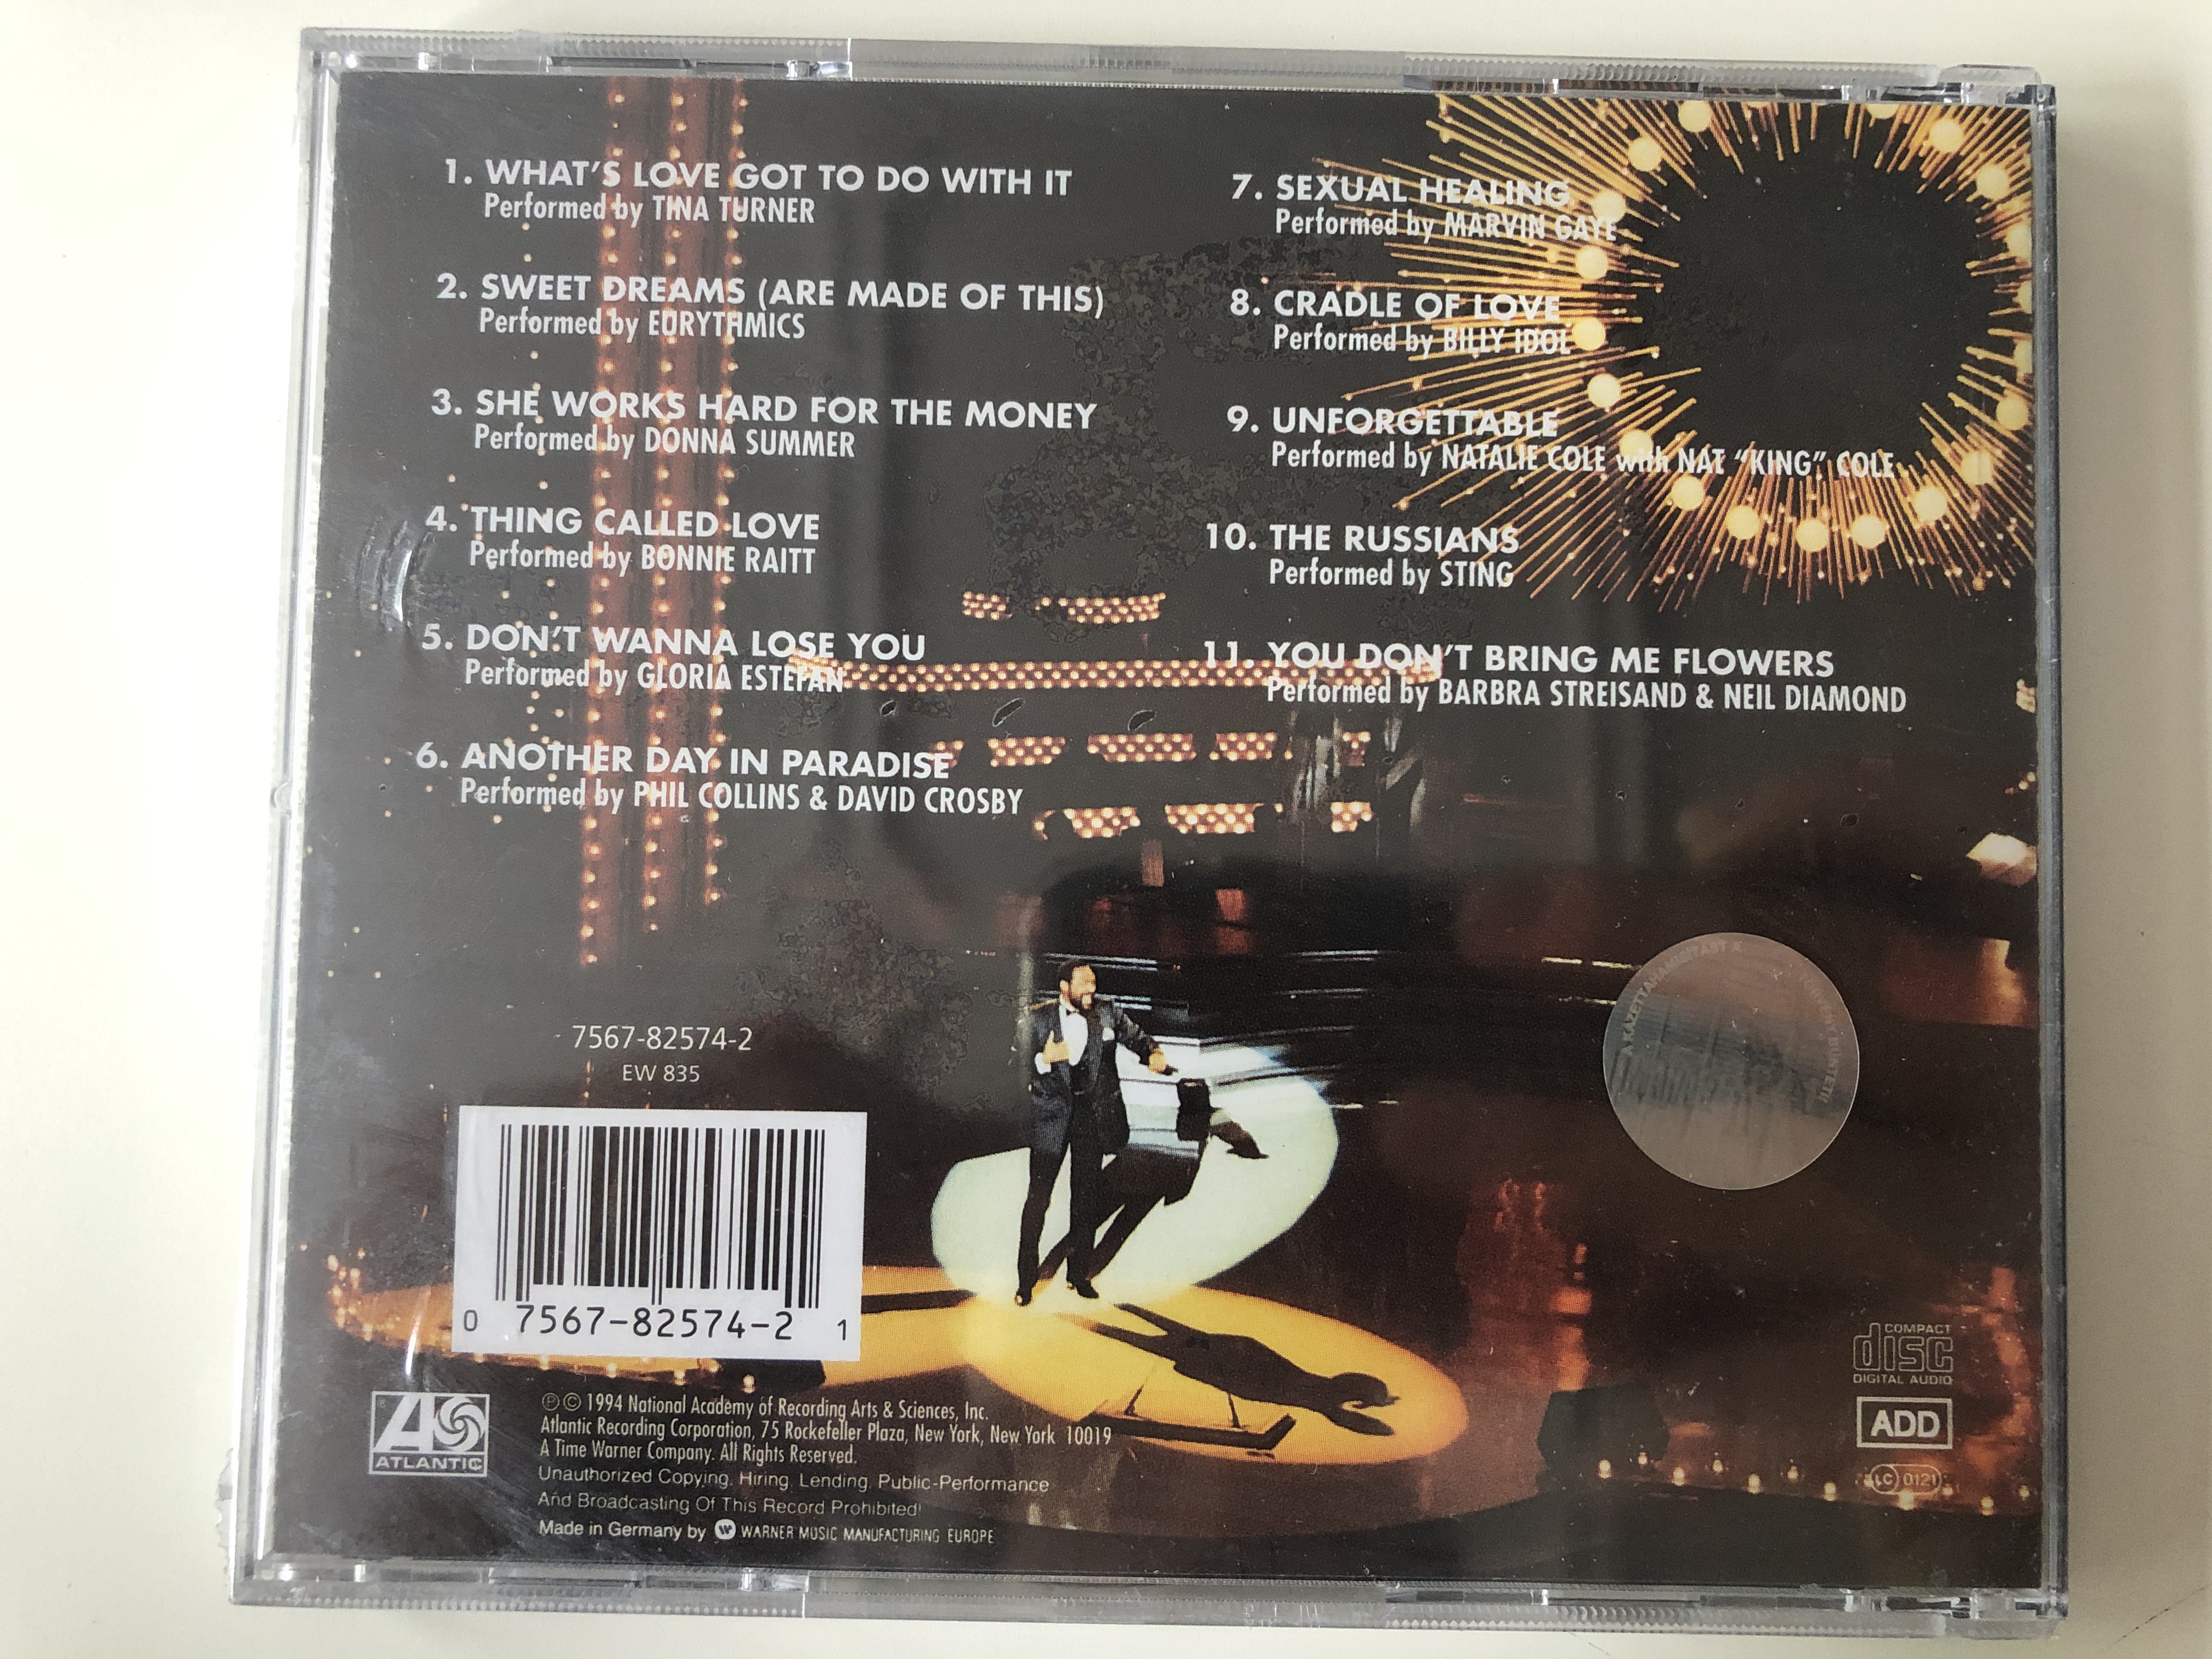 1. WHAT'S LOVE GOT TO DO WITH IT
Performed by TINA TURNER
2. SWEET DREAMS (ARE MADE OF THIS)
Performed by EURYTHMICS
3. SHE WORKS HARD FOR THE MONEY
Performed by DONNA SUMMER
4. THING CALLED LOVE
Performed by BONNIE RAITT
5. DON'T WANNA LOSE YOU
Performed by GLORIA ESTEFAN
6. ANOTHER DAY IN PARADISE
Performed by PHIL COLLINS & DAVID CROSBY
7. SEXUAL HEALING
Performed by MARVIN GAYE
8. CRADLE OF LOVE
Performed by BILLY IDOL
9. UNFORGETTABLE
Performed by NATALIE COLE with NAT "KING" COLE
10. THE RUSSIANS
Performed by STING
11. YOU DON'T BRING ME FLOWERS
Performed by BARBRA STREISAND & NEIL DIAMOND
7567-82574-2
EW 835
0 7567-82574-2 1
ATLANTIC
℗ © 1994 National Academy of Recording Arts & Sciences, Inc.
Atlantic Recording Corporation, 75 Rockefeller Plaza, New York, New York 10019
A Time Warner Company. All Rights Reserved.
Unauthorized Copying, Hiring, Lending, Public-Performance
And Broadcasting Of This Record Prohibited!
Made in Germany by WARNER MUSIC MANUFACTURING EUROPE
COMPACT
disc
DIGITAL AUDIO
ADD
LC 0121